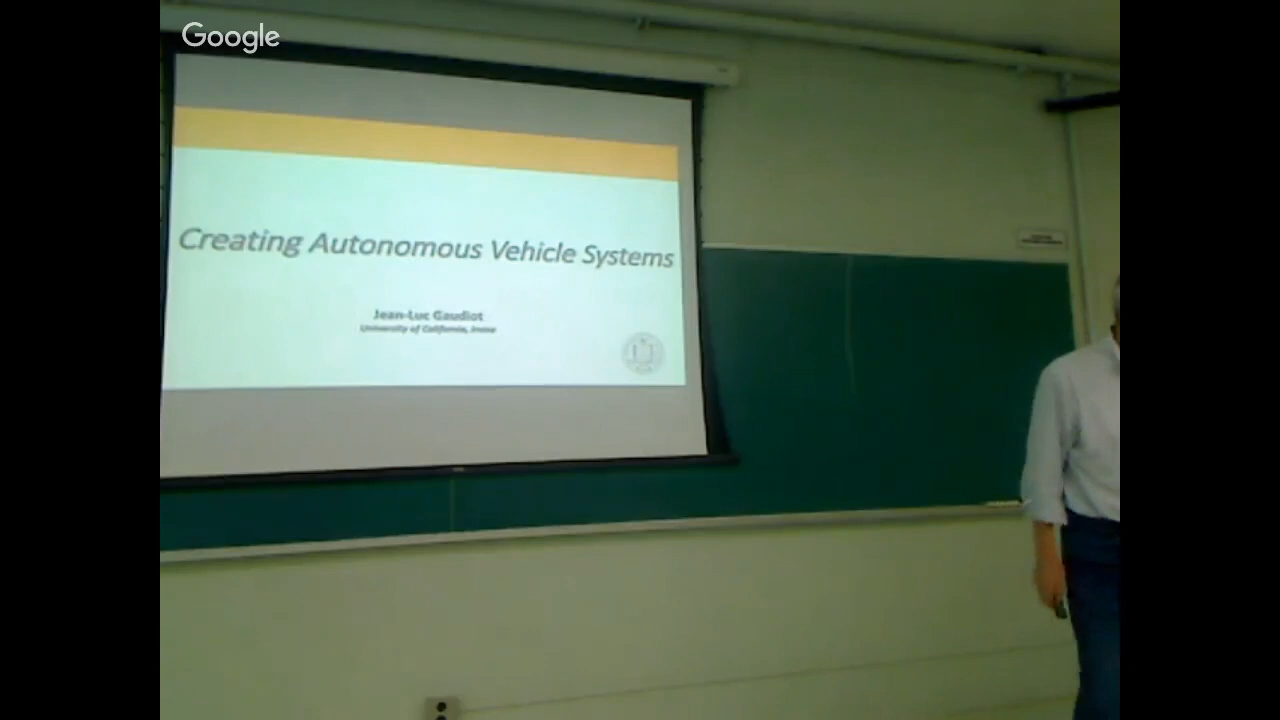 Google
Creating Autonomous Vehicle Systems
Jean-Luc Gaudiot
University of California, Irvine